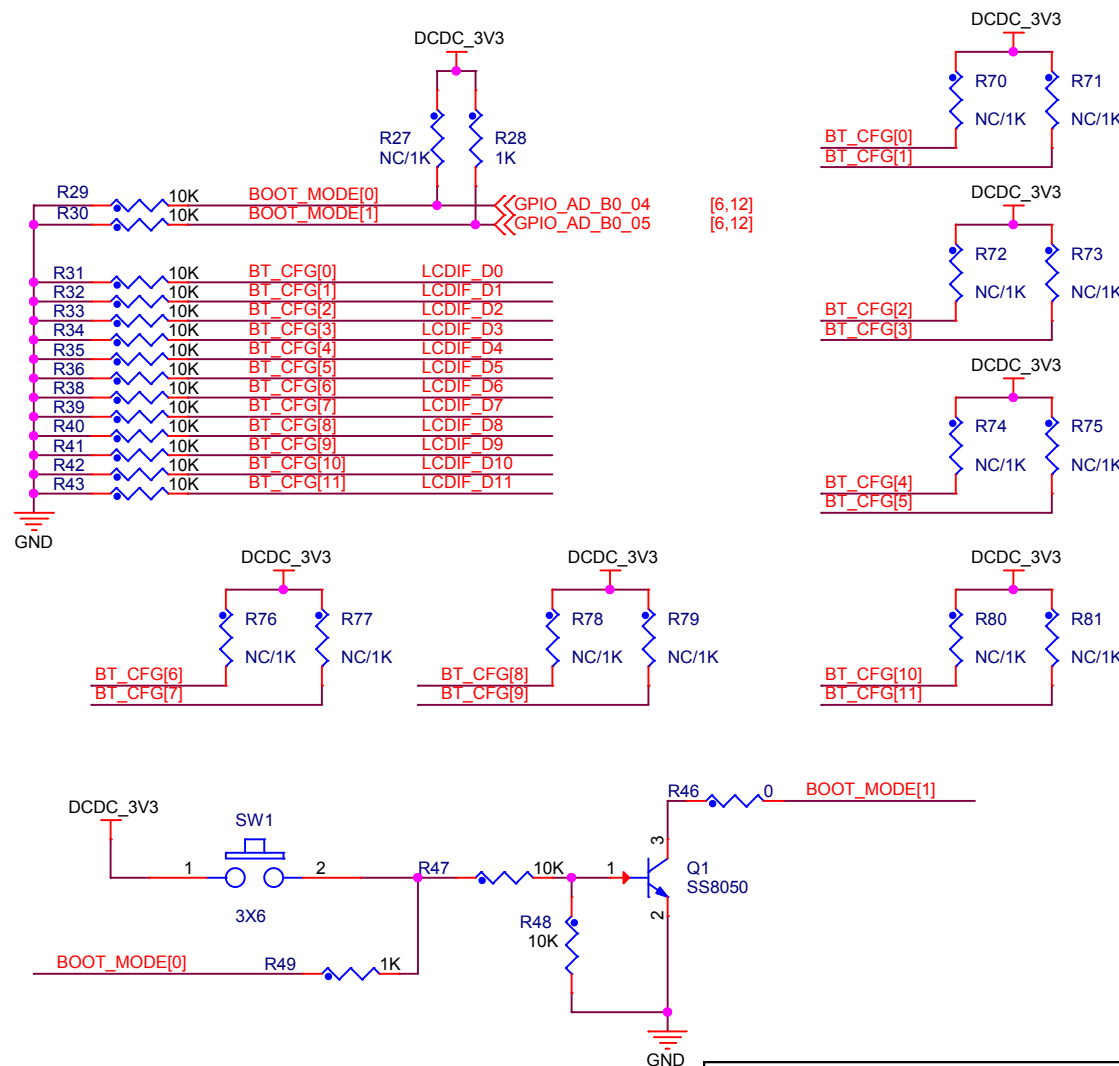 DCDC_3V3
R27
NC/1K
R28
1K
R29 10K BOOT_MODE[0] GPIO_AD_B0_04 [6,12]
R30 10K BOOT_MODE[1] GPIO_AD_B0_05 [6,12]
R31 10K BT_CFG[0] LCDIF_D0
R32 10K BT_CFG[1] LCDIF_D1
R33 10K BT_CFG[2] LCDIF_D2
R34 10K BT_CFG[3] LCDIF_D3
R35 10K BT_CFG[4] LCDIF_D4
R36 10K BT_CFG[5] LCDIF_D5
R38 10K BT_CFG[6] LCDIF_D6
R39 10K BT_CFG[7] LCDIF_D7
R40 10K BT_CFG[8] LCDIF_D8
R41 10K BT_CFG[9] LCDIF_D9
R42 10K BT_CFG[10] LCDIF_D10
R43 10K BT_CFG[11] LCDIF_D11
GND
DCDC_3V3
R70 R71
NC/1K NC/1K
BT_CFG[0]
BT_CFG[1]
DCDC_3V3
R72 R73
NC/1K NC/1K
BT_CFG[2]
BT_CFG[3]
DCDC_3V3
R74 R75
NC/1K NC/1K
BT_CFG[4]
BT_CFG[5]
DCDC_3V3
R76 R77
NC/1K NC/1K
BT_CFG[6]
BT_CFG[7]
DCDC_3V3
R78 R79
NC/1K NC/1K
BT_CFG[8]
BT_CFG[9]
DCDC_3V3
R80 R81
NC/1K NC/1K
BT_CFG[10]
BT_CFG[11]
DCDC_3V3
SW1
1 2
3X6
R47 10K
R48
10K
BOOT_MODE[0] R49 1K
R46 0 BOOT_MODE[1]
1 3 2
Q1
SS8050
GND